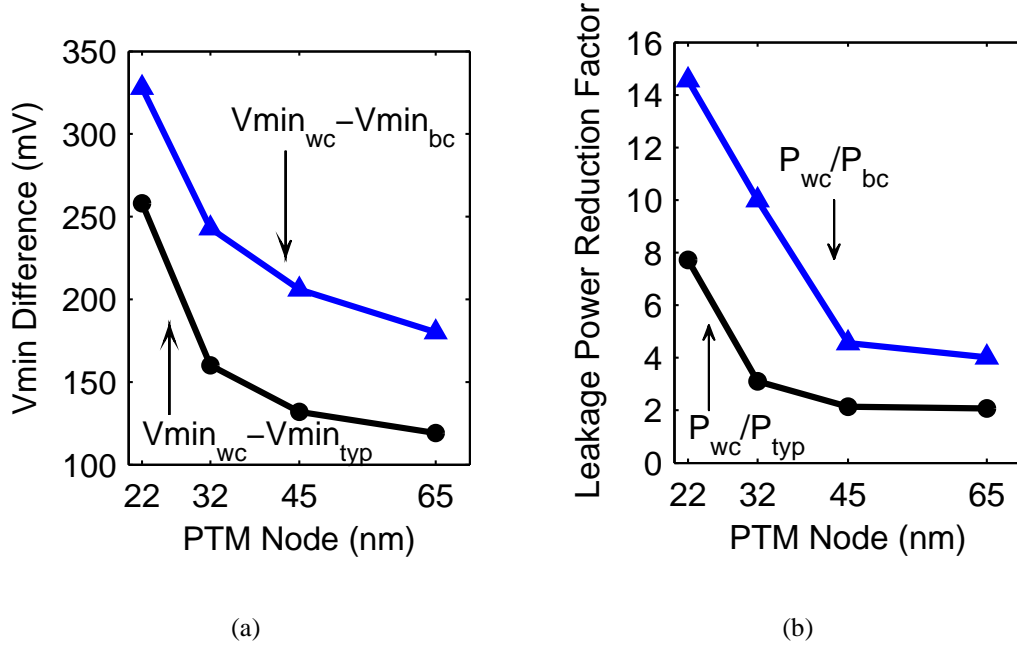 Vmin Difference (mV)
350
300
250
200
150
100
Vmin_wc−Vmin_bc
Vmin_wc−Vmin_typ
22 32 45 65
PTM Node (nm)
(a)
Leakage Power Reduction Factor
16
14
12
10
8
6
4
2
0
P_wc/P_bc
P_wc/P_typ
22 32 45 65
PTM Node (nm)
(b)